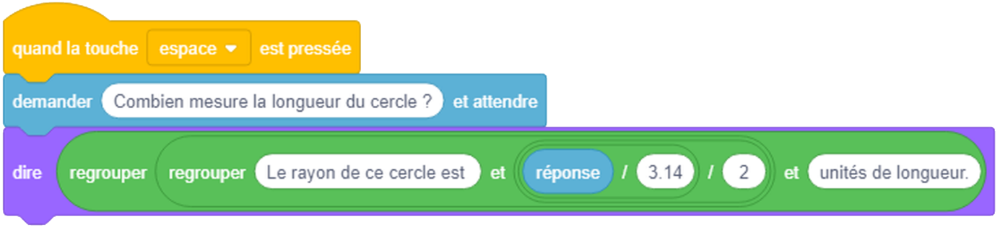 quand la touche espace est pressée
demander Combien mesure la longueur du cercle ? et attendre
dire regrouper regrouper Le rayon de ce cercle est et réponse / 3.14 / 2 et unités de longueur.